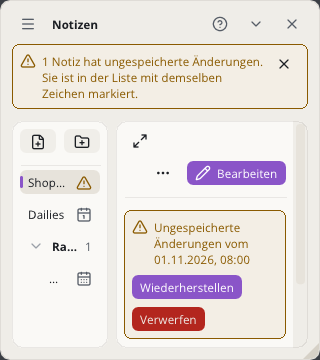 Notizen
1 Notiz hat ungespeicherte Änderungen.
Sie ist in der Liste mit demselben
Zeichen markiert.
Shop...
Dailies
Ra... 1
...
Bearbeiten
Ungespeicherte
Änderungen vom
01.11.2026, 08:00
Wiederherstellen
Verwerfen